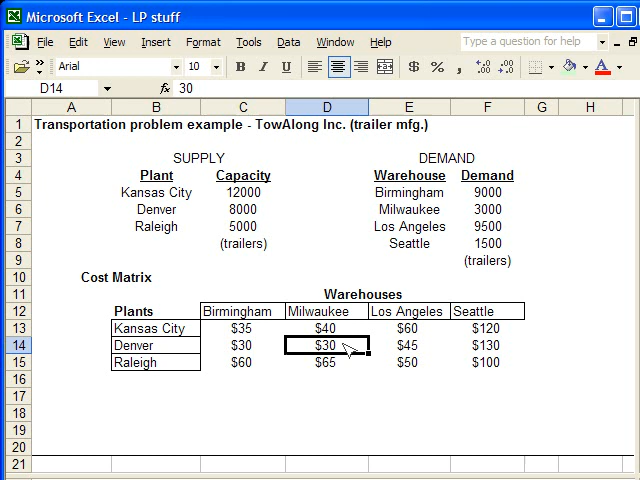 Microsoft Excel - LP stuff
File Edit View Insert Format Tools Data Window Help Type a question for help
Arial 10 B I U $ % , .00 .00 A
D14 fx 30
A B C D E F G H
1 Transportation problem example - TowAlong Inc. (trailer mfg.)
2
3 SUPPLY DEMAND
4 Plant Capacity Warehouse Demand
5 Kansas City 12000 Birmingham 9000
6 Denver 8000 Milwaukee 3000
7 Raleigh 5000 Los Angeles 9500
8 (trailers) Seattle 1500
9 (trailers)
10 Cost Matrix
11 Warehouses
12 Plants Birmingham Milwaukee Los Angeles Seattle
13 Kansas City $35 $40 $60 $120
14 Denver $30 $30 $45 $130
15 Raleigh $60 $65 $50 $100
16
17
18
19
20
21